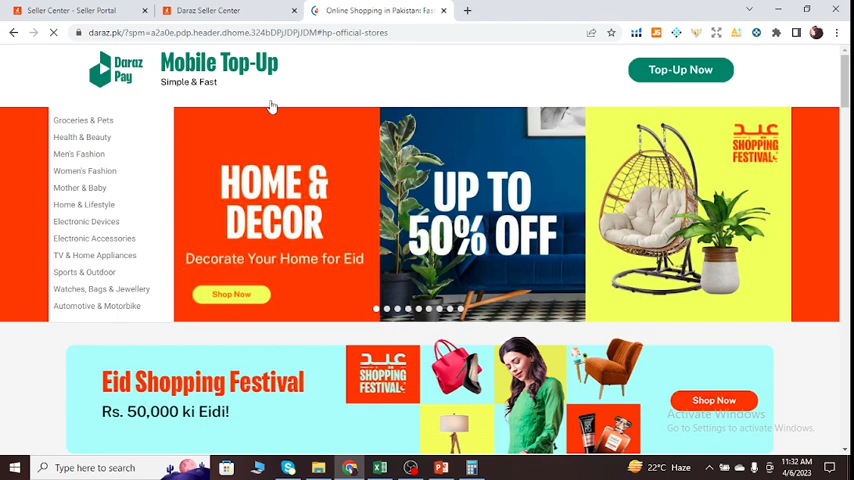 Seller Center - Seller Portal
Daraz Seller Center
Online Shopping in Pakistan: Fas
daraz.pk/?spm=a2a0e.pdp.header.dhome.324bDPjJDPjJDM#hp-official-stores
Daraz Pay
Mobile Top-Up
Simple & Fast
Top-Up Now
Groceries & Pets
Health & Beauty
Men's Fashion
Women's Fashion
Mother & Baby
Home & Lifestyle
Electronic Devices
Electronic Accessories
TV & Home Appliances
Sports & Outdoor
Watches, Bags & Jewellery
Automotive & Motorbike
HOME &
DECOR
Decorate Your Home for Eid
Shop Now
UP TO
50% OFF
عيد
SHOPPING
FESTIVAL
Eid Shopping Festival
Rs. 50,000 ki Eidi!
عيد
SHOPPING
FESTIVAL
Shop Now
Activate Windows
Go to Settings to activate Windows.
Type here to search
22°C Haze
11:32 AM
4/6/2023